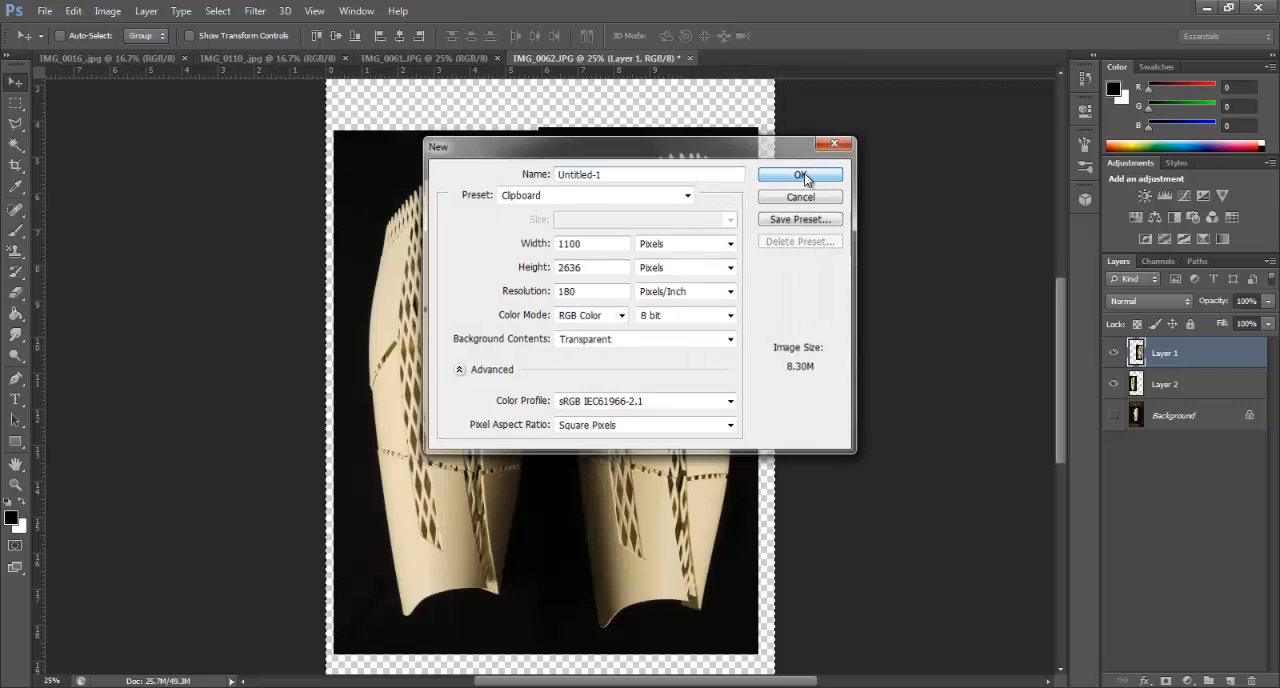 Ps File Edit Image Layer Type Select Filter 3D View Window Help
Auto-Select: Group Show Transform Controls 3D Mode: Essentials
IMG_0016_.jpg @ 16.7% (RGB/8) × IMG_0110_.jpg @ 16.7% (RGB/8) × IMG_0061.JPG @ 25% (RGB/8) × IMG_0062.JPG @ 25% (Layer 1, RGB/8) * ×
Color Swatches
R 0
G 0
B 0
Adjustments Styles
Add an adjustment
Layers Channels Paths
Kind
Normal Opacity: 100%
Lock: Fill: 100%
Layer 1
Layer 2
Background
New
Name: Untitled-1 OK
Preset: Clipboard Cancel
Size: Save Preset...
Width: 1100 Pixels Delete Preset...
Height: 2636 Pixels
Resolution: 180 Pixels/Inch
Color Mode: RGB Color 8 bit
Background Contents: Transparent
Image Size:
8.30M
Advanced
Color Profile: sRGB IEC61966-2.1
Pixel Aspect Ratio: Square Pixels
25% Doc: 25.7M/49.3M